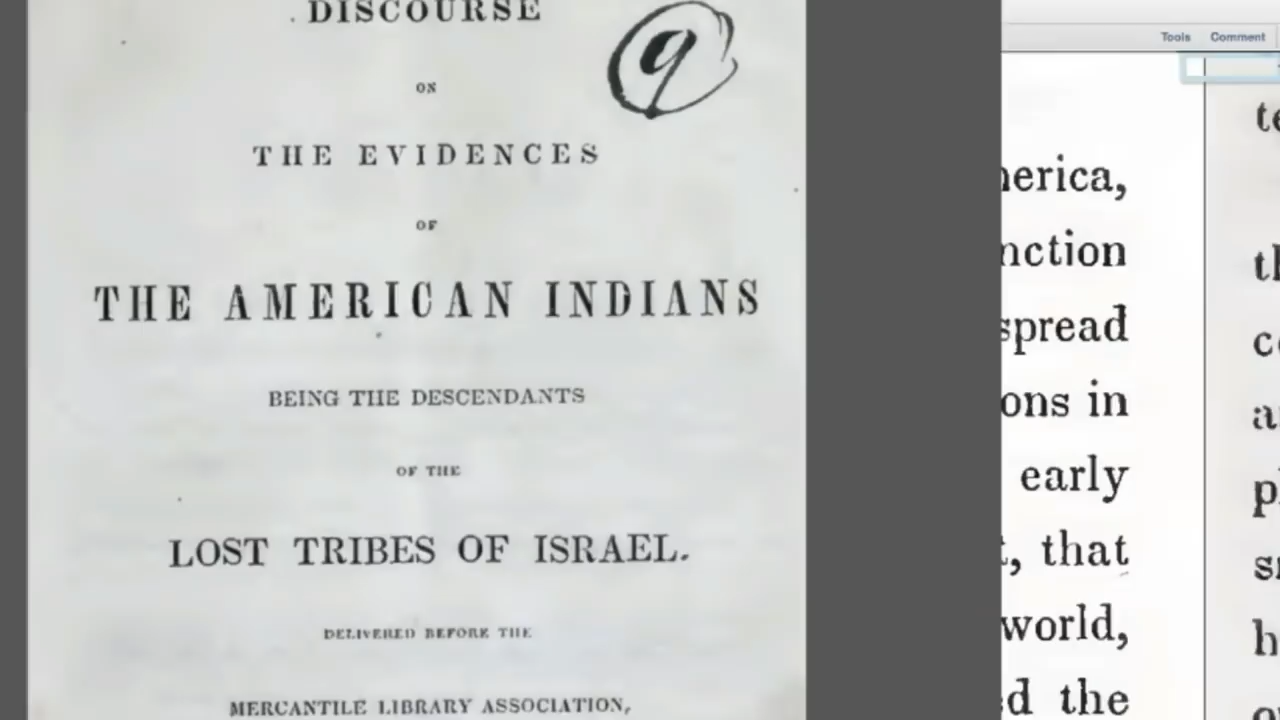 DISCOURSE
ON
9
THE EVIDENCES
OF
THE AMERICAN INDIANS
BEING THE DESCENDANTS
OF THE
LOST TRIBES OF ISRAEL.
DELIVERED BEFORE THE
MERCANTILE LIBRARY ASSOCIATION,
Tools Comment
nction
spread
ons in
early
that
world,
the